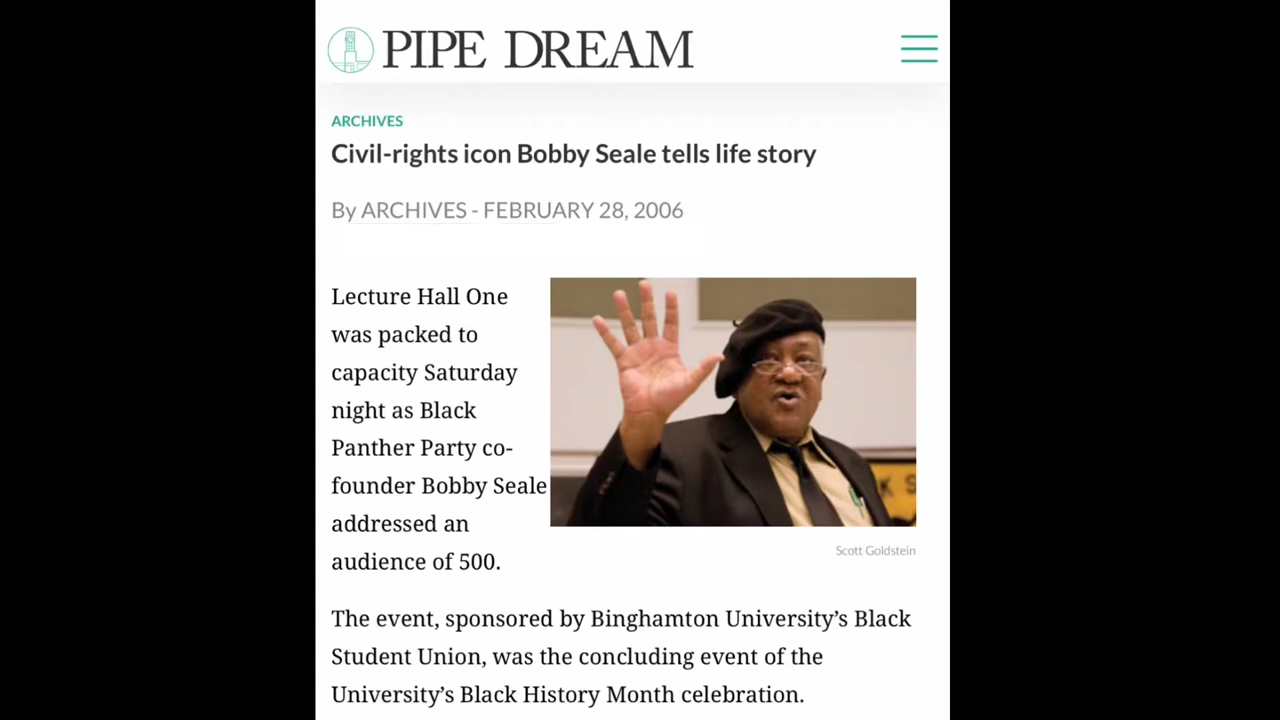 PIPE DREAM
ARCHIVES
Civil-rights icon Bobby Seale tells life story
By ARCHIVES - FEBRUARY 28, 2006
Lecture Hall One
was packed to
capacity Saturday
night as Black
Panther Party co-
founder Bobby Seale
addressed an
audience of 500.
K S
Scott Goldstein
The event, sponsored by Binghamton University’s Black
Student Union, was the concluding event of the
University’s Black History Month celebration.